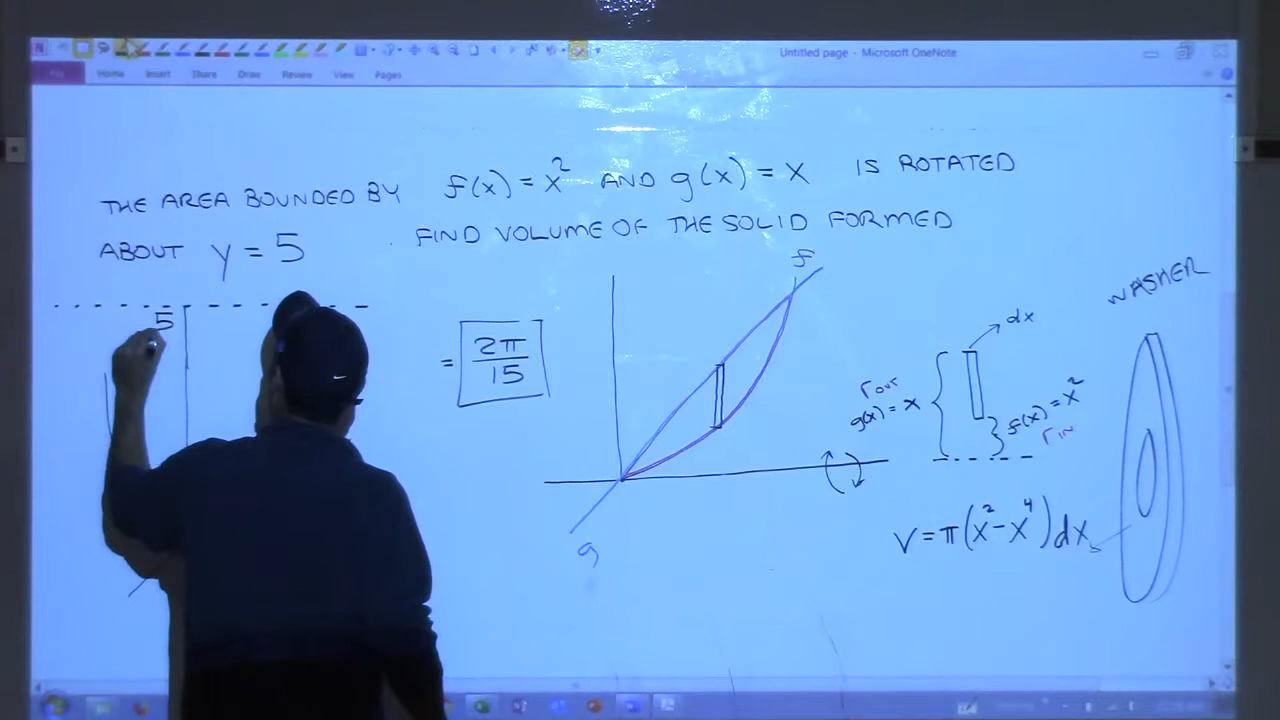 Untitled page - Microsoft OneNote
File Home Insert Share Draw Review View Pages
THE AREA BOUNDED BY f(x) = x² AND g(x) = x IS ROTATED
ABOUT y = 5 FIND VOLUME OF THE SOLID FORMED
5
= 2π/15
f
g
dx
r OUT
g(x) = x
f(x) = x²
r IN
WASHER
V = π(x² - x⁴)dx